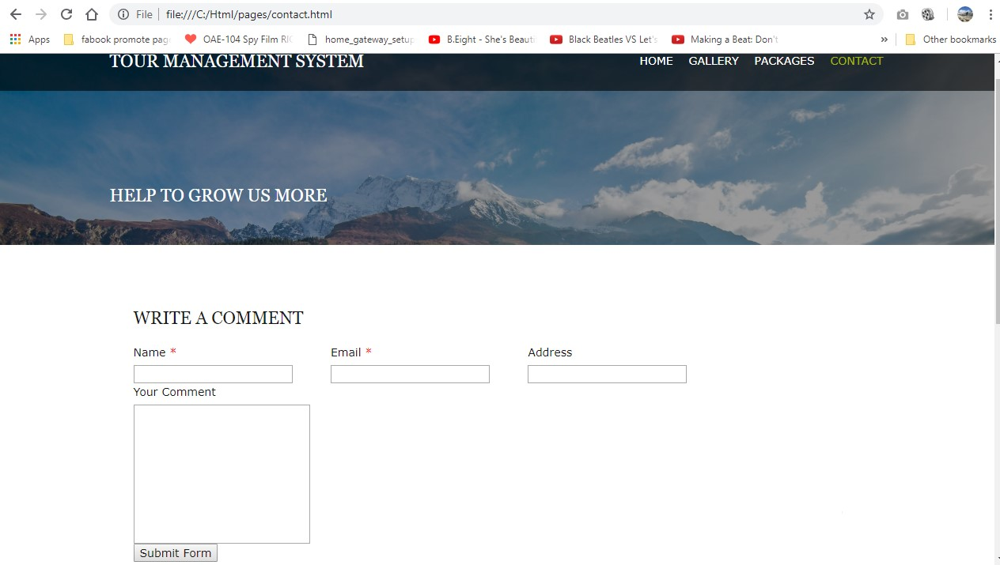 File file:///C:/Html/pages/contact.html
Apps fabook promote pag OAE-104 Spy Film RIC home_gateway_setup B.Eight - She's Beauti Black Beatles VS Let's Making a Beat: Don't » Other bookmarks
TOUR MANAGEMENT SYSTEM HOME GALLERY PACKAGES CONTACT
HELP TO GROW US MORE
WRITE A COMMENT
Name * Email * Address
Your Comment
Submit Form